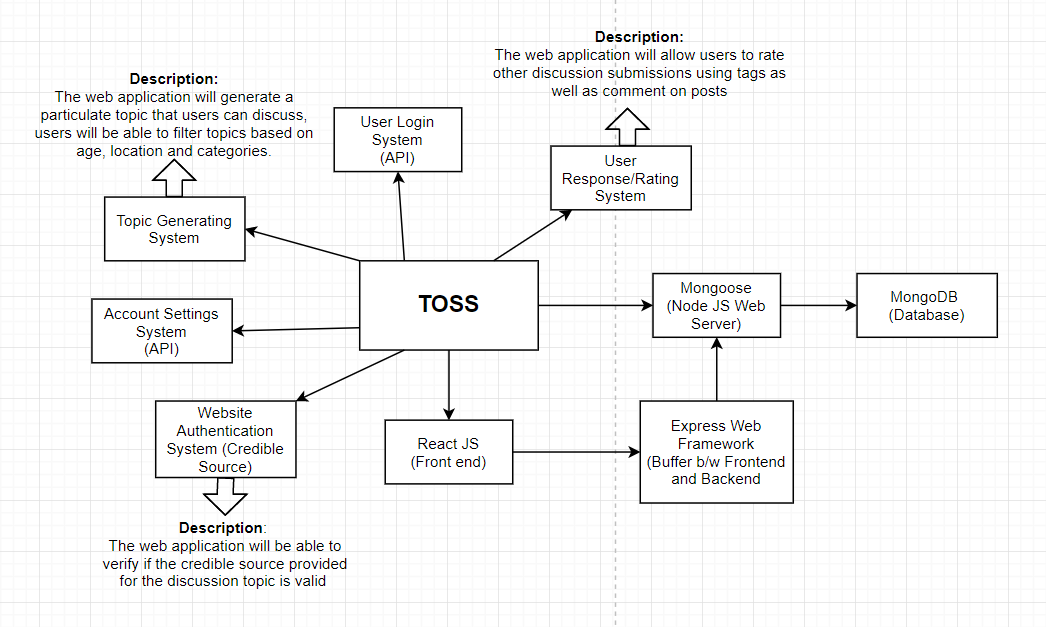 Description:
The web application will allow users to rate
other discussion submissions using tags as
well as comment on posts
Description:
The web application will generate a
particulate topic that users can discuss,
users will be able to filter topics based on
age, location and categories.
User Login
System
(API)
User
Response/Rating
System
Topic Generating
System
TOSS
Mongoose
(Node JS Web
Server)
MongoDB
(Database)
Account Settings
System
(API)
Website
Authentication
System (Credible
Source)
React JS
(Front end)
Express Web
Framework
(Buffer b/w Frontend
and Backend
Description:
The web application will be able to
verify if the credible source provided
for the discussion topic is valid